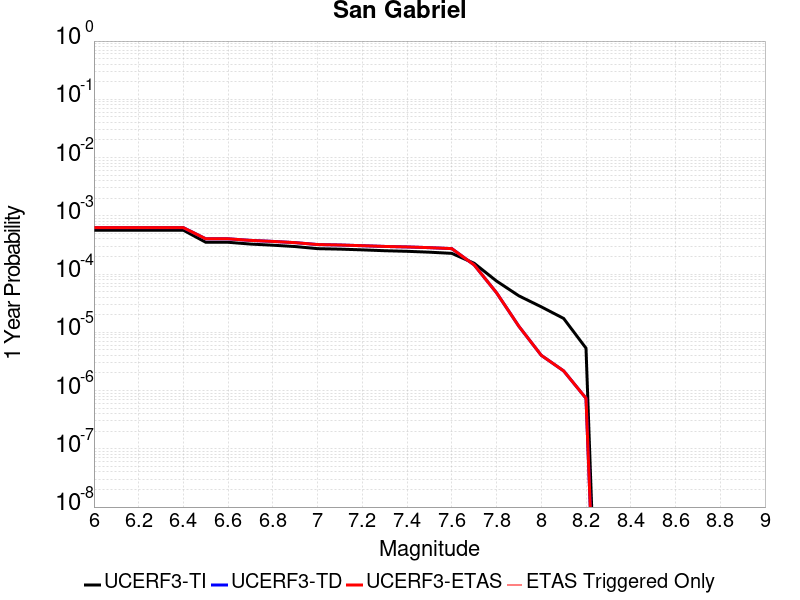 San Gabriel
10^0
10^-1
10^-2
10^-3
10^-4
10^-5
10^-6
10^-7
10^-8
1 Year Probability
6 6.2 6.4 6.6 6.8 7 7.2 7.4 7.6 7.8 8 8.2 8.4 8.6 8.8 9
Magnitude
UCERF3-TI UCERF3-TD UCERF3-ETAS ETAS Triggered Only